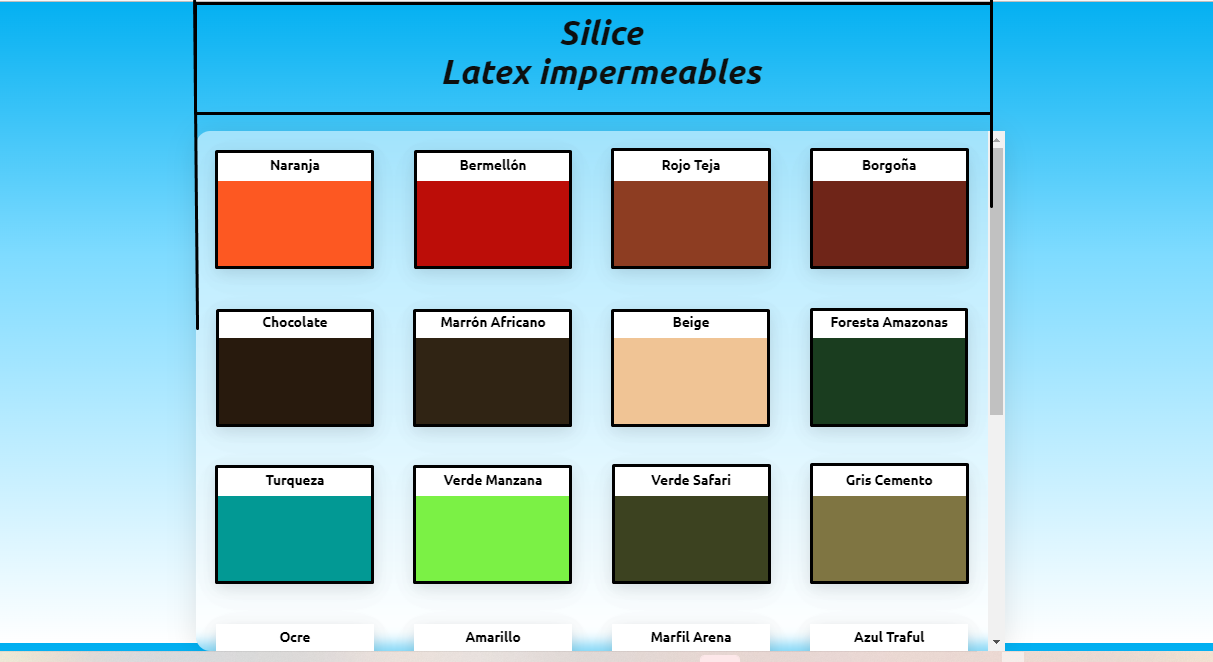 Silice
Latex impermeables
Naranja
Bermellón
Rojo Teja
Borgoña
Chocolate
Marrón Africano
Beige
Foresta Amazonas
Turqueza
Verde Manzana
Verde Safari
Gris Cemento
Ocre
Amarillo
Marfil Arena
Azul Traful